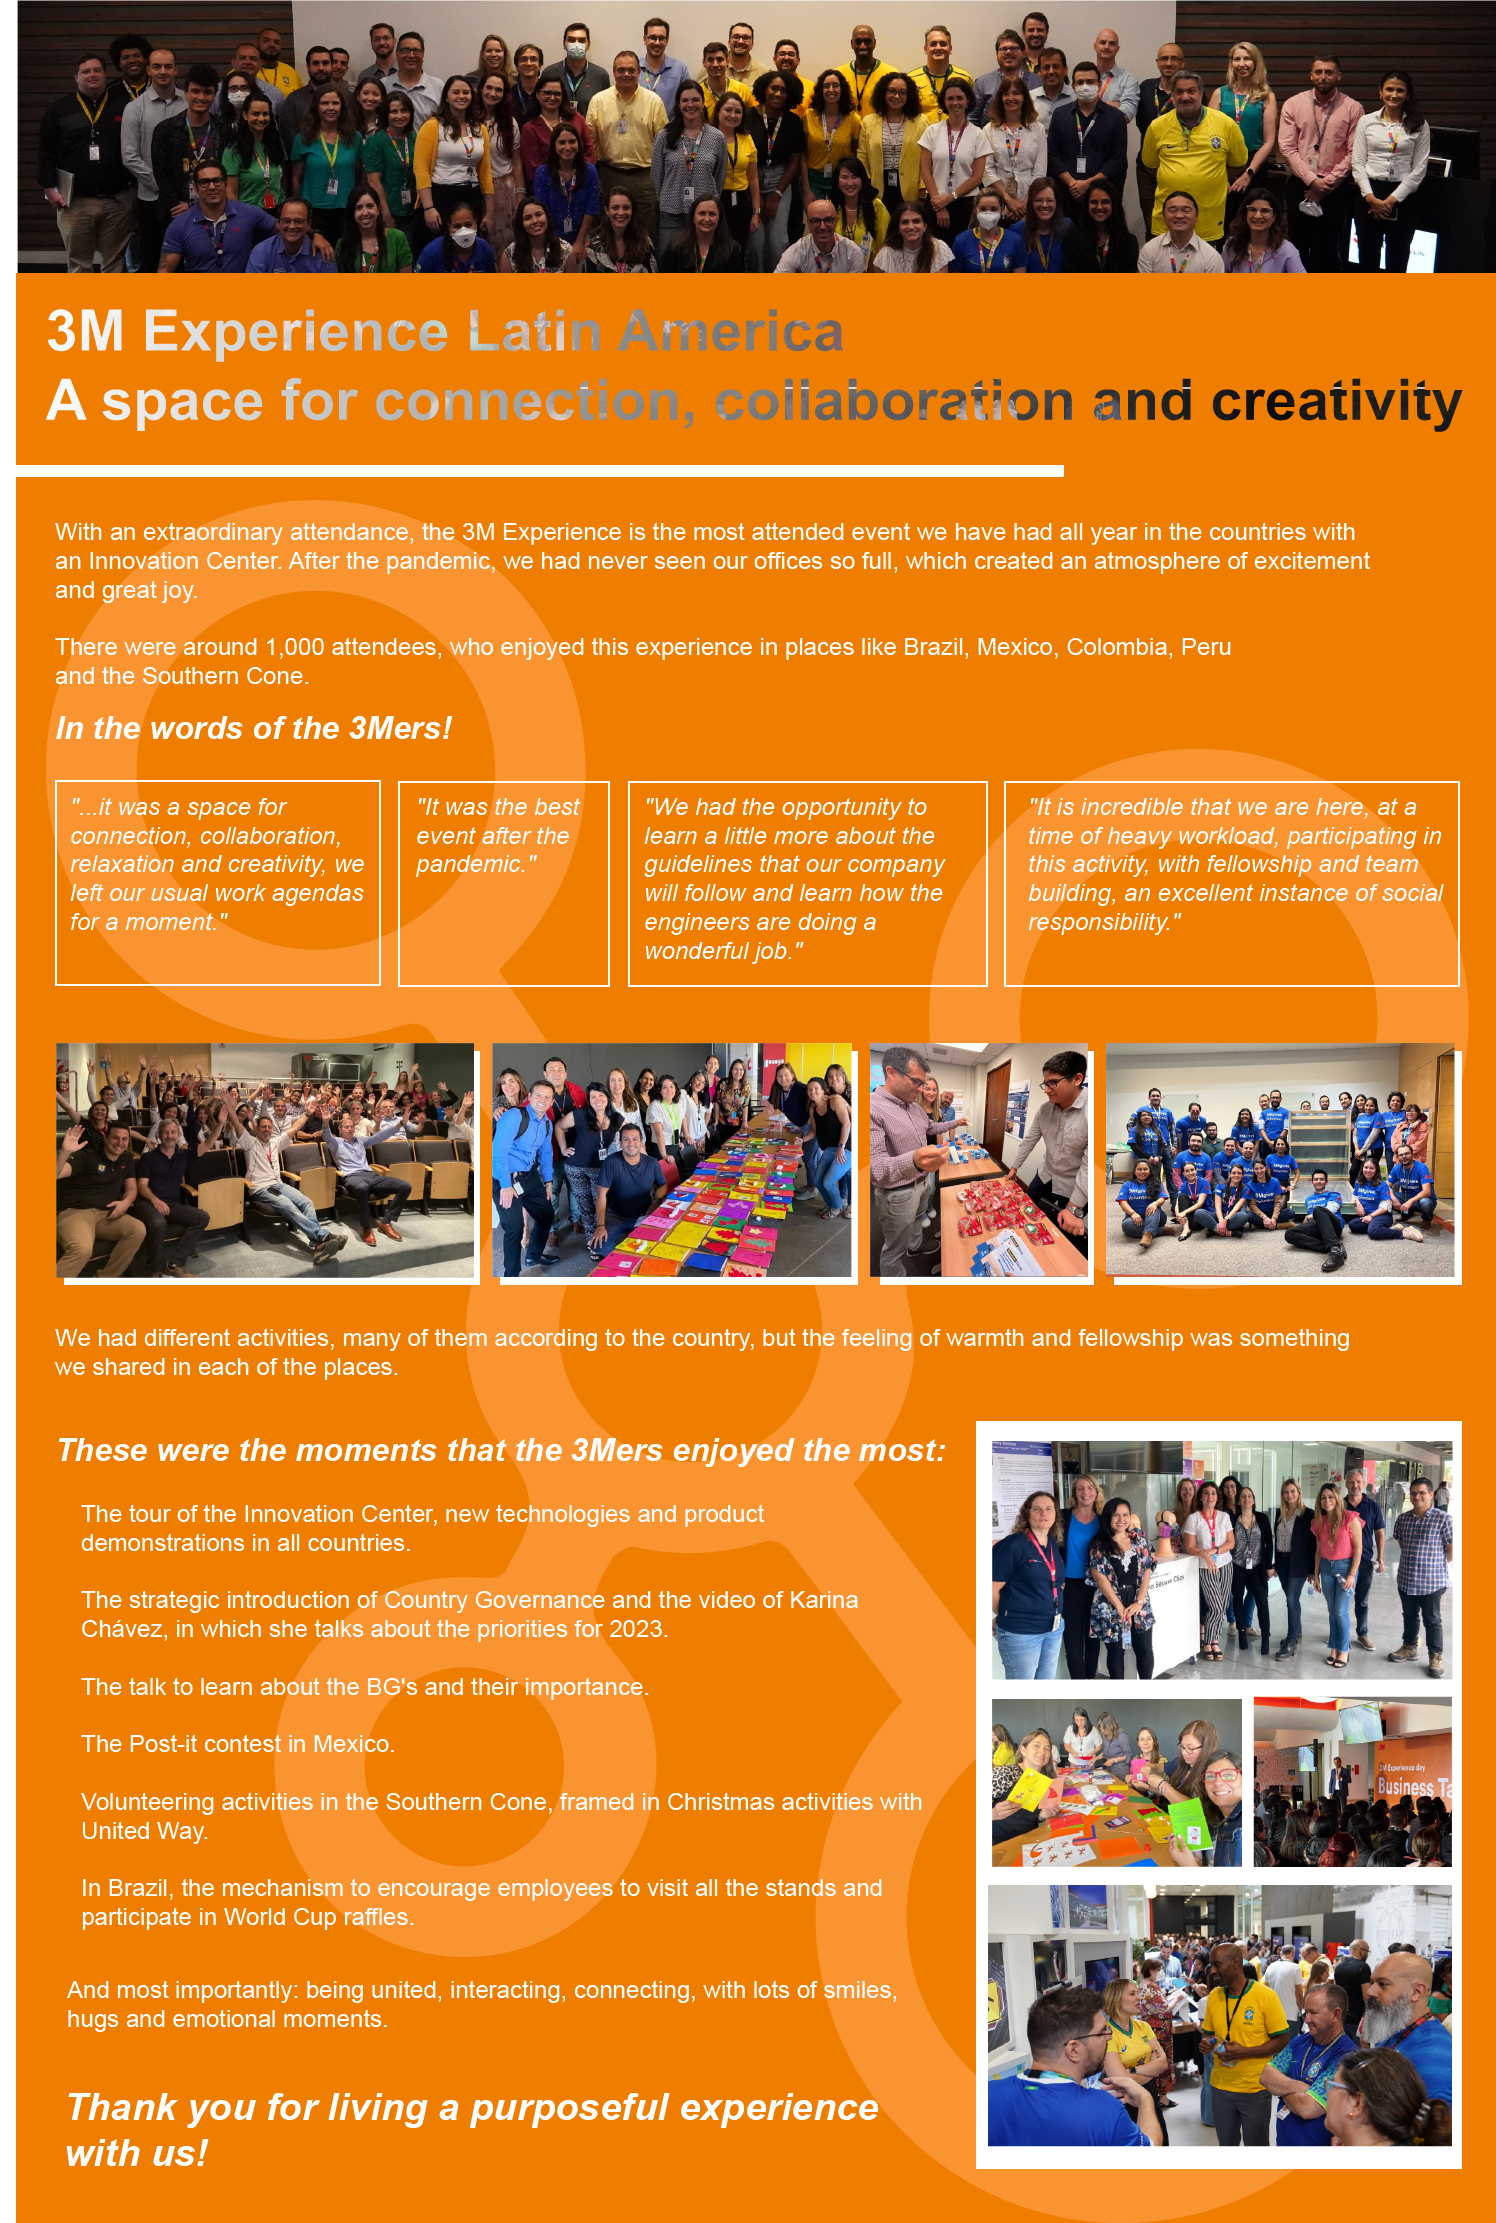 3M Experience Latin America
A space for connection, collaboration and creativity
With an extraordinary attendance, the 3M Experience is the most attended event we have had all year in the countries with
an Innovation Center. After the pandemic, we had never seen our offices so full, which created an atmosphere of excitement
and great joy.
There were around 1,000 attendees, who enjoyed this experience in places like Brazil, Mexico, Colombia, Peru
and the Southern Cone.
In the words of the 3Mers!
"...it was a space for
connection, collaboration,
relaxation and creativity, we
left our usual work agendas
for a moment."
"It was the best
event after the
pandemic."
"We had the opportunity to
learn a little more about the
guidelines that our company
will follow and learn how the
engineers are doing a
wonderful job."
"It is incredible that we are here, at a
time of heavy workload, participating in
this activity, with fellowship and team
building, an excellent instance of social
responsibility."
We had different activities, many of them according to the country, but the feeling of warmth and fellowship was something
we shared in each of the places.
These were the moments that the 3Mers enjoyed the most:
The tour of the Innovation Center, new technologies and product
demonstrations in all countries.
The strategic introduction of Country Governance and the video of Karina
Chávez, in which she talks about the priorities for 2023.
The talk to learn about the BG's and their importance.
The Post-it contest in Mexico.
Volunteering activities in the Southern Cone, framed in Christmas activities with
United Way.
In Brazil, the mechanism to encourage employees to visit all the stands and
participate in World Cup raffles.
And most importantly: being united, interacting, connecting, with lots of smiles,
hugs and emotional moments.
Thank you for living a purposeful experience
with us!
3M Experience day
Business Ta